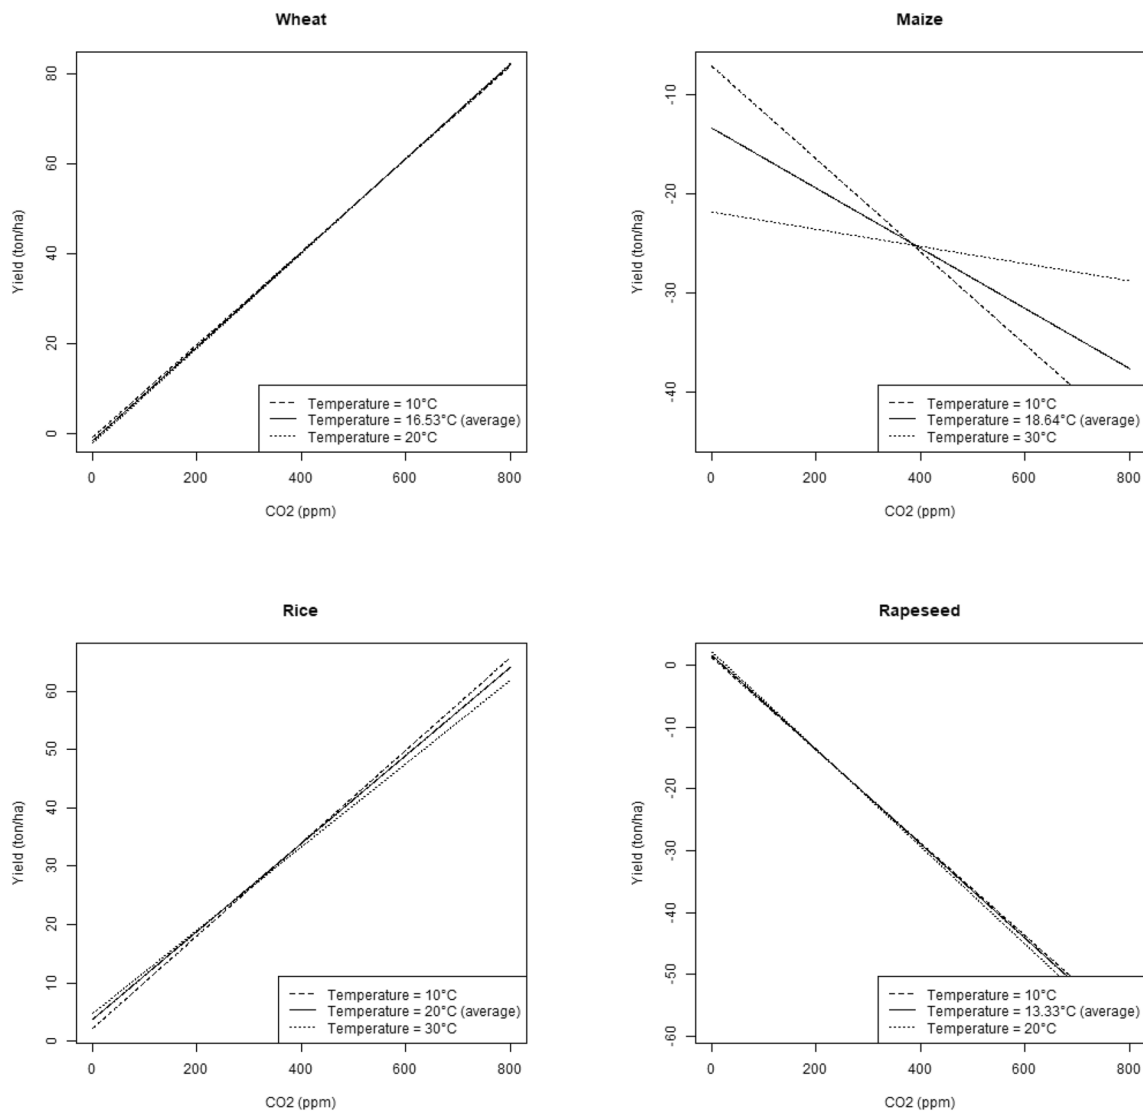 Wheat
Yield (ton/ha)
80
60
40
20
0
Temperature = 10°C
Temperature = 16.53°C (average)
Temperature = 20°C
0 200 400 600 800
CO2 (ppm)
Maize
Yield (ton/ha)
-10
-20
-30
-40
Temperature = 10°C
Temperature = 18.64°C (average)
Temperature = 30°C
0 200 400 600 800
CO2 (ppm)
Rice
Yield (ton/ha)
60
50
40
30
20
10
0
Temperature = 10°C
Temperature = 20°C (average)
Temperature = 30°C
0 200 400 600 800
CO2 (ppm)
Rapeseed
Yield (ton/ha)
0
-10
-20
-30
-40
-50
-60
Temperature = 10°C
Temperature = 13.33°C (average)
Temperature = 20°C
0 200 400 600 800
CO2 (ppm)